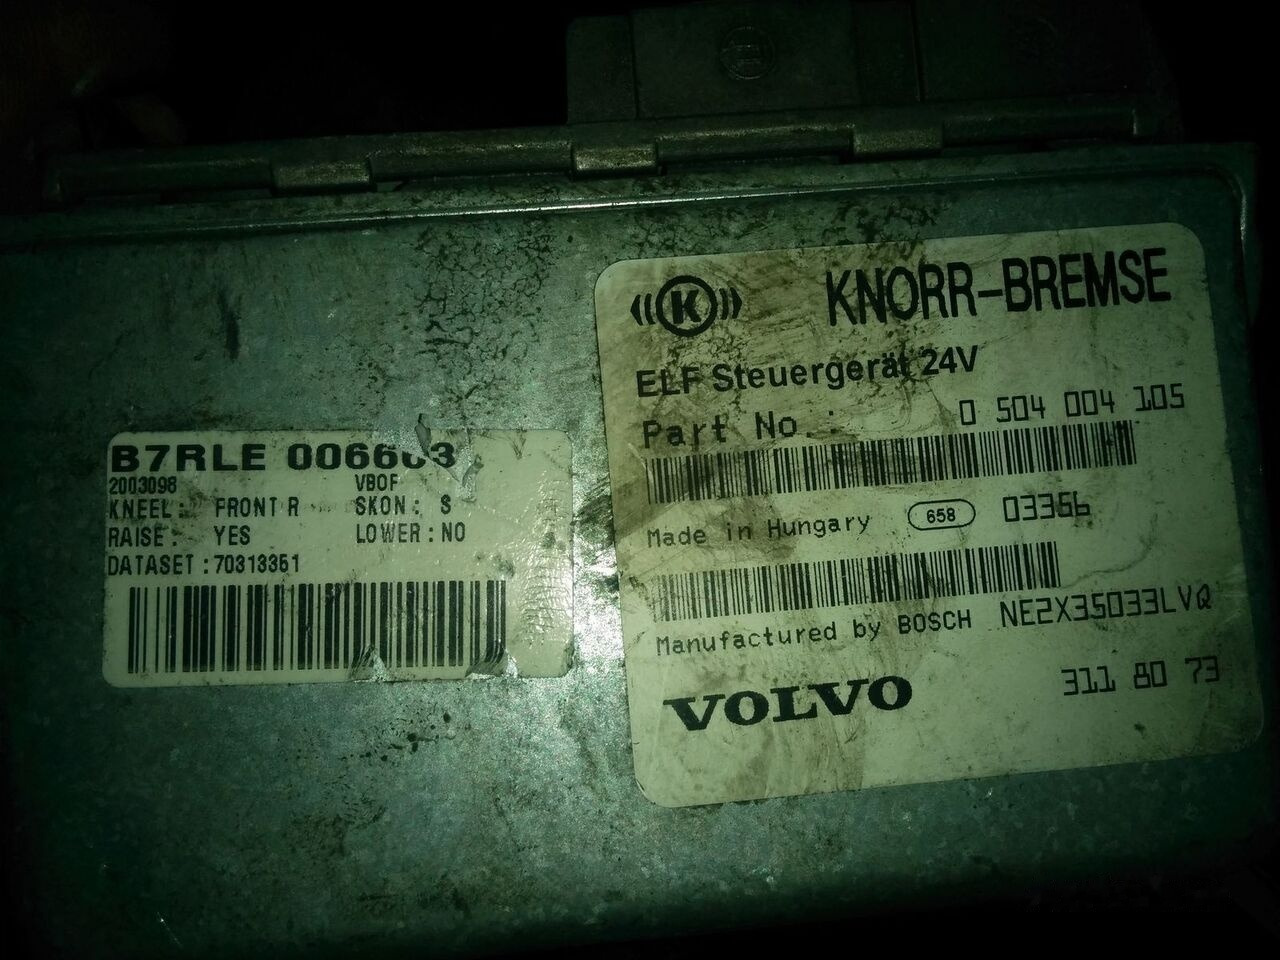 B7RLE 006603
2003098 VBOF
KNEEL: FRONT R SKON: S
RAISE: YES LOWER: NO
DATASET: 70313351
K KNORR-BREMSE
ELF Steuergerät 24V
Part No.: 0 504 004 105
Made in Hungary 658 03356
Manufactured by BOSCH NE2X35033LVQ
VOLVO 311 80 73